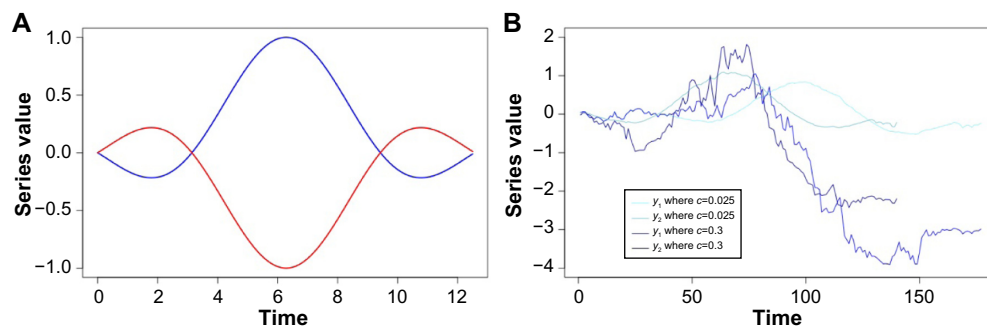 A
Series value
1.0
0.5
0.0
−0.5
−1.0
0 2 4 6 8 10 12
Time
B
Series value
2
1
0
−1
−2
−3
−4
0 50 100 150
Time
y1 where c=0.025
y2 where c=0.025
y1 where c=0.3
y2 where c=0.3